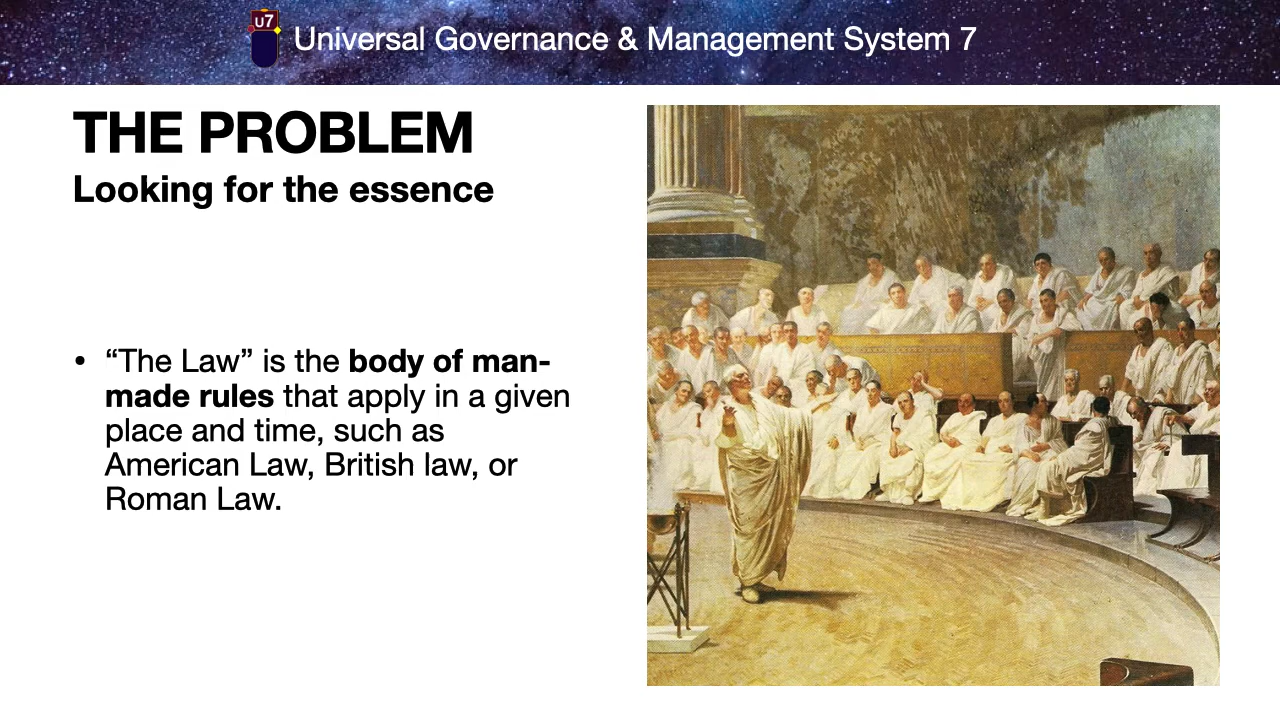 U7
Universal Governance & Management System 7
THE PROBLEM
Looking for the essence
• “The Law” is the body of man-
made rules that apply in a given
place and time, such as
American Law, British law, or
Roman Law.